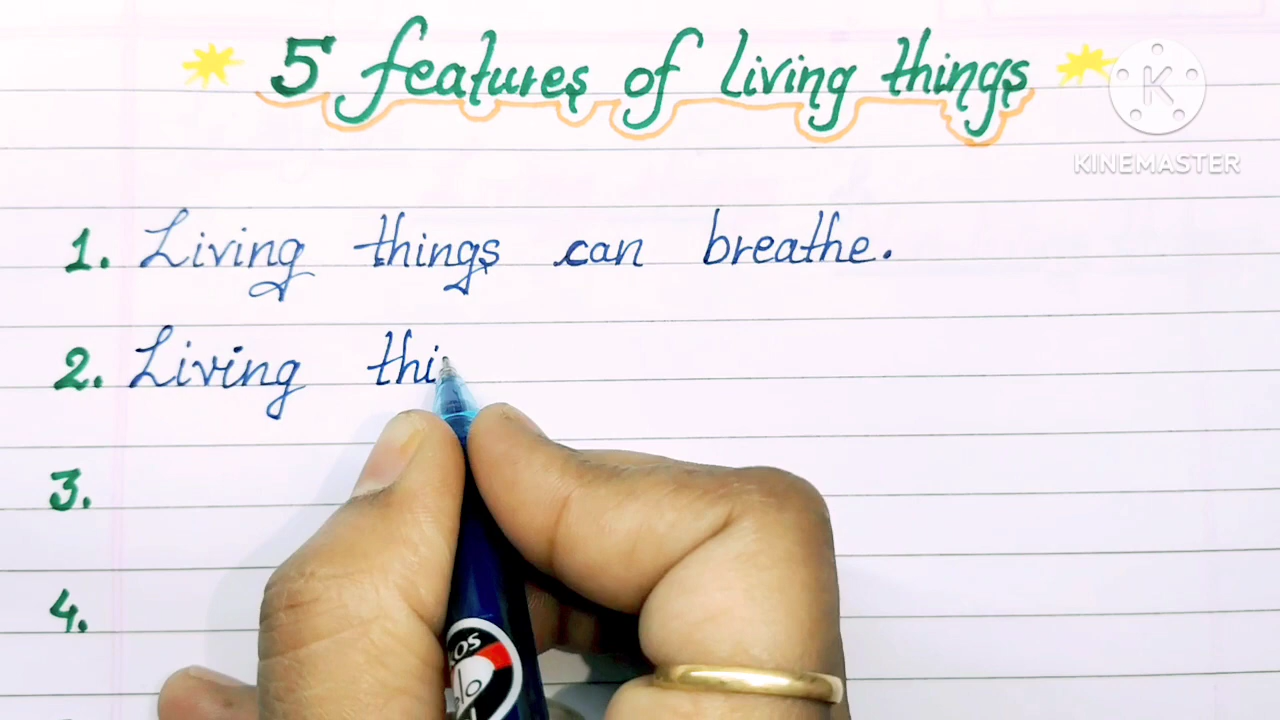 5 features of living things
K
KINEMASTER
1. Living things can breathe.
2. Living thi
3.
4.